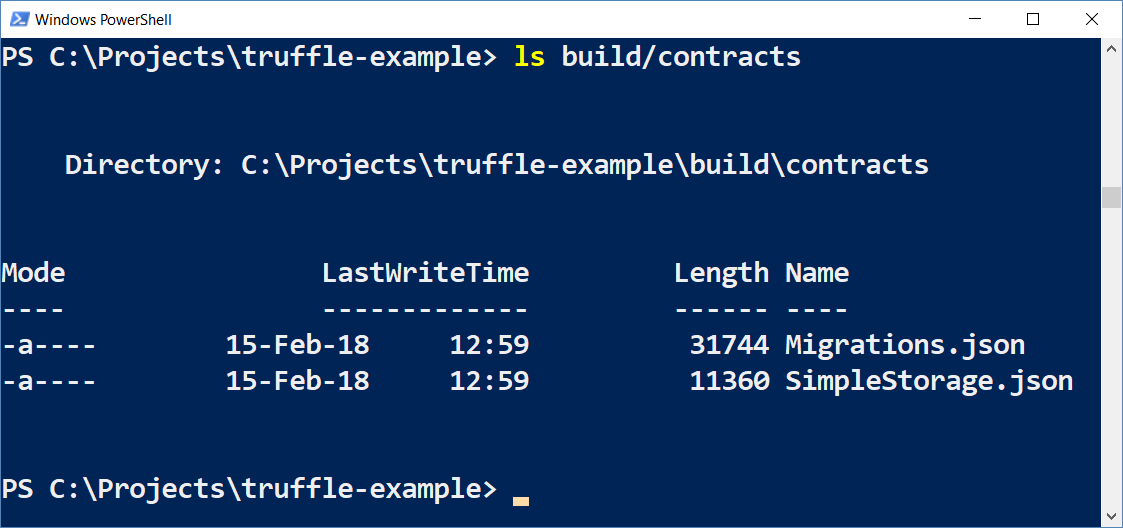 Windows PowerShell
PS C:\Projects\truffle-example> ls build/contracts
Directory: C:\Projects\truffle-example\build\contracts
Mode LastWriteTime Length Name
---- ------------- ------ ----
-a---- 15-Feb-18 12:59 31744 Migrations.json
-a---- 15-Feb-18 12:59 11360 SimpleStorage.json
PS C:\Projects\truffle-example>